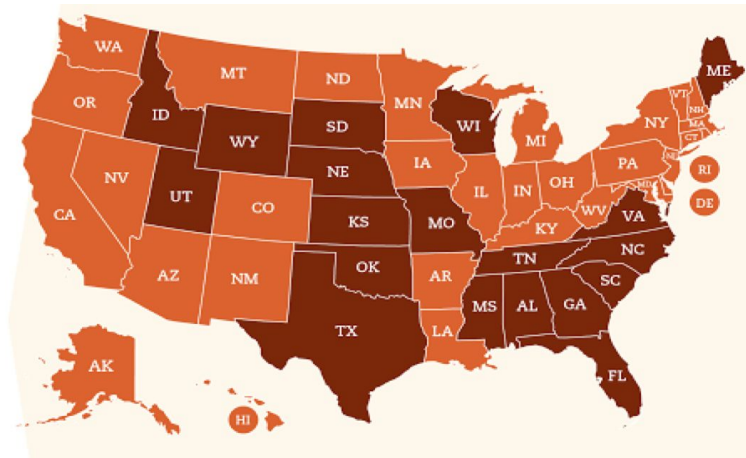 WA
MT
ND
MN
ME
VT
NH
MA
CT
NY
OR
ID
WY
SD
WI
MI
IA
NE
PA
NJ
RI
NV
UT
CO
IL
IN
OH
MD
DE
CA
KS
MO
KY
WV
VA
AZ
NM
OK
AR
TN
NC
SC
MS
AL
GA
TX
LA
AK
FL
HI